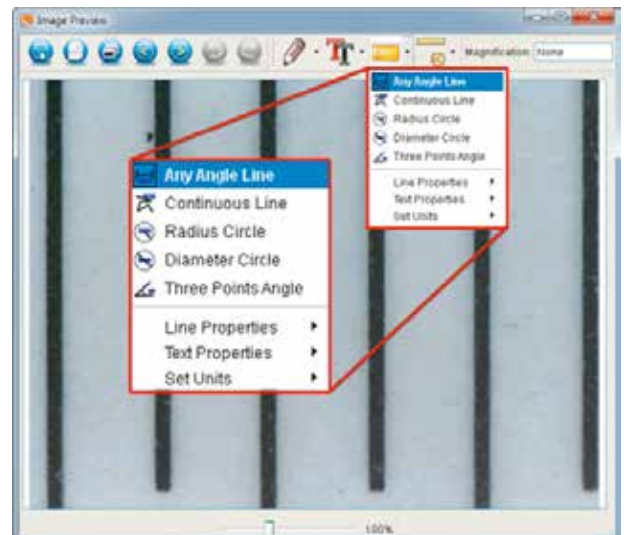 Image Preview
Magnification: None
Any Angle Line
Continuous Line
Radius Circle
Diameter Circle
Three Points Angle
Line Properties
Text Properties
Set Units
Any Angle Line
Continuous Line
Radius Circle
Diameter Circle
Three Points Angle
Line Properties
Text Properties
Set Units
100%